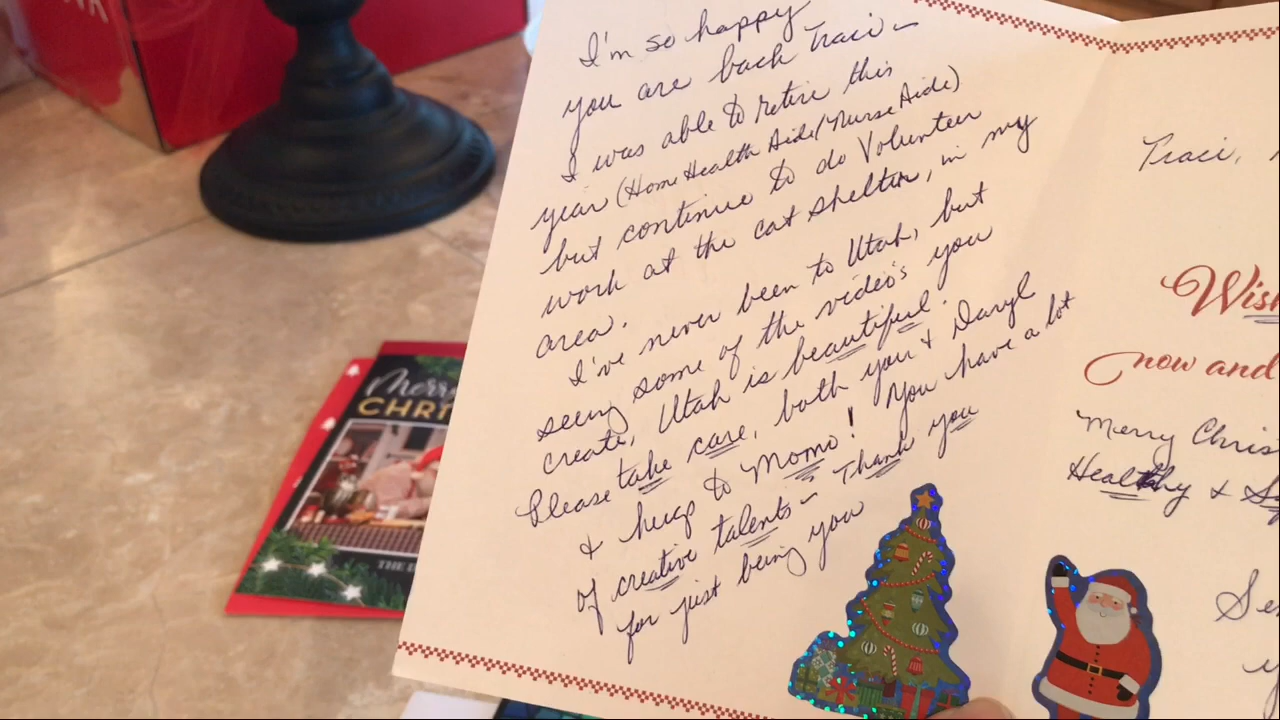 I'm so happy
you are back Traci ~
I was able to retire this
year (Home Health Aide/Nurse Aide)
but continue to do Volunteer
work at the cat shelter, in my
area.
I've never been to Utah, but
seeing some of the video's you
create, Utah is beautiful.
Please take care, both you & Daryl
& hugs to Momo! You have a lot
of creative talents ~ Thank you
for just being you
Traci,
Wis
now and
Merry Chris
Healthy &
Merr
CHRI
THE